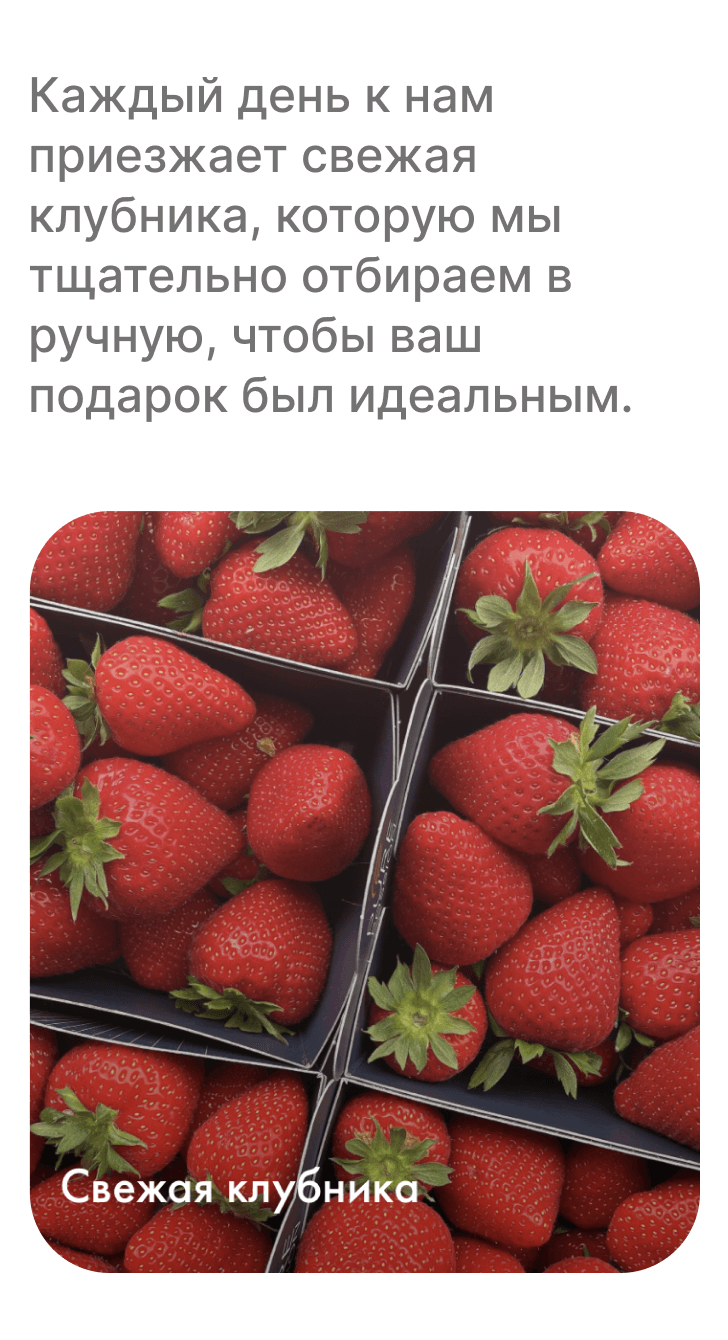 Каждый день к нам
приезжает свежая
клубника, которую мы
тщательно отбираем в
ручную, чтобы ваш
подарок был идеальным.
Свежая клубника